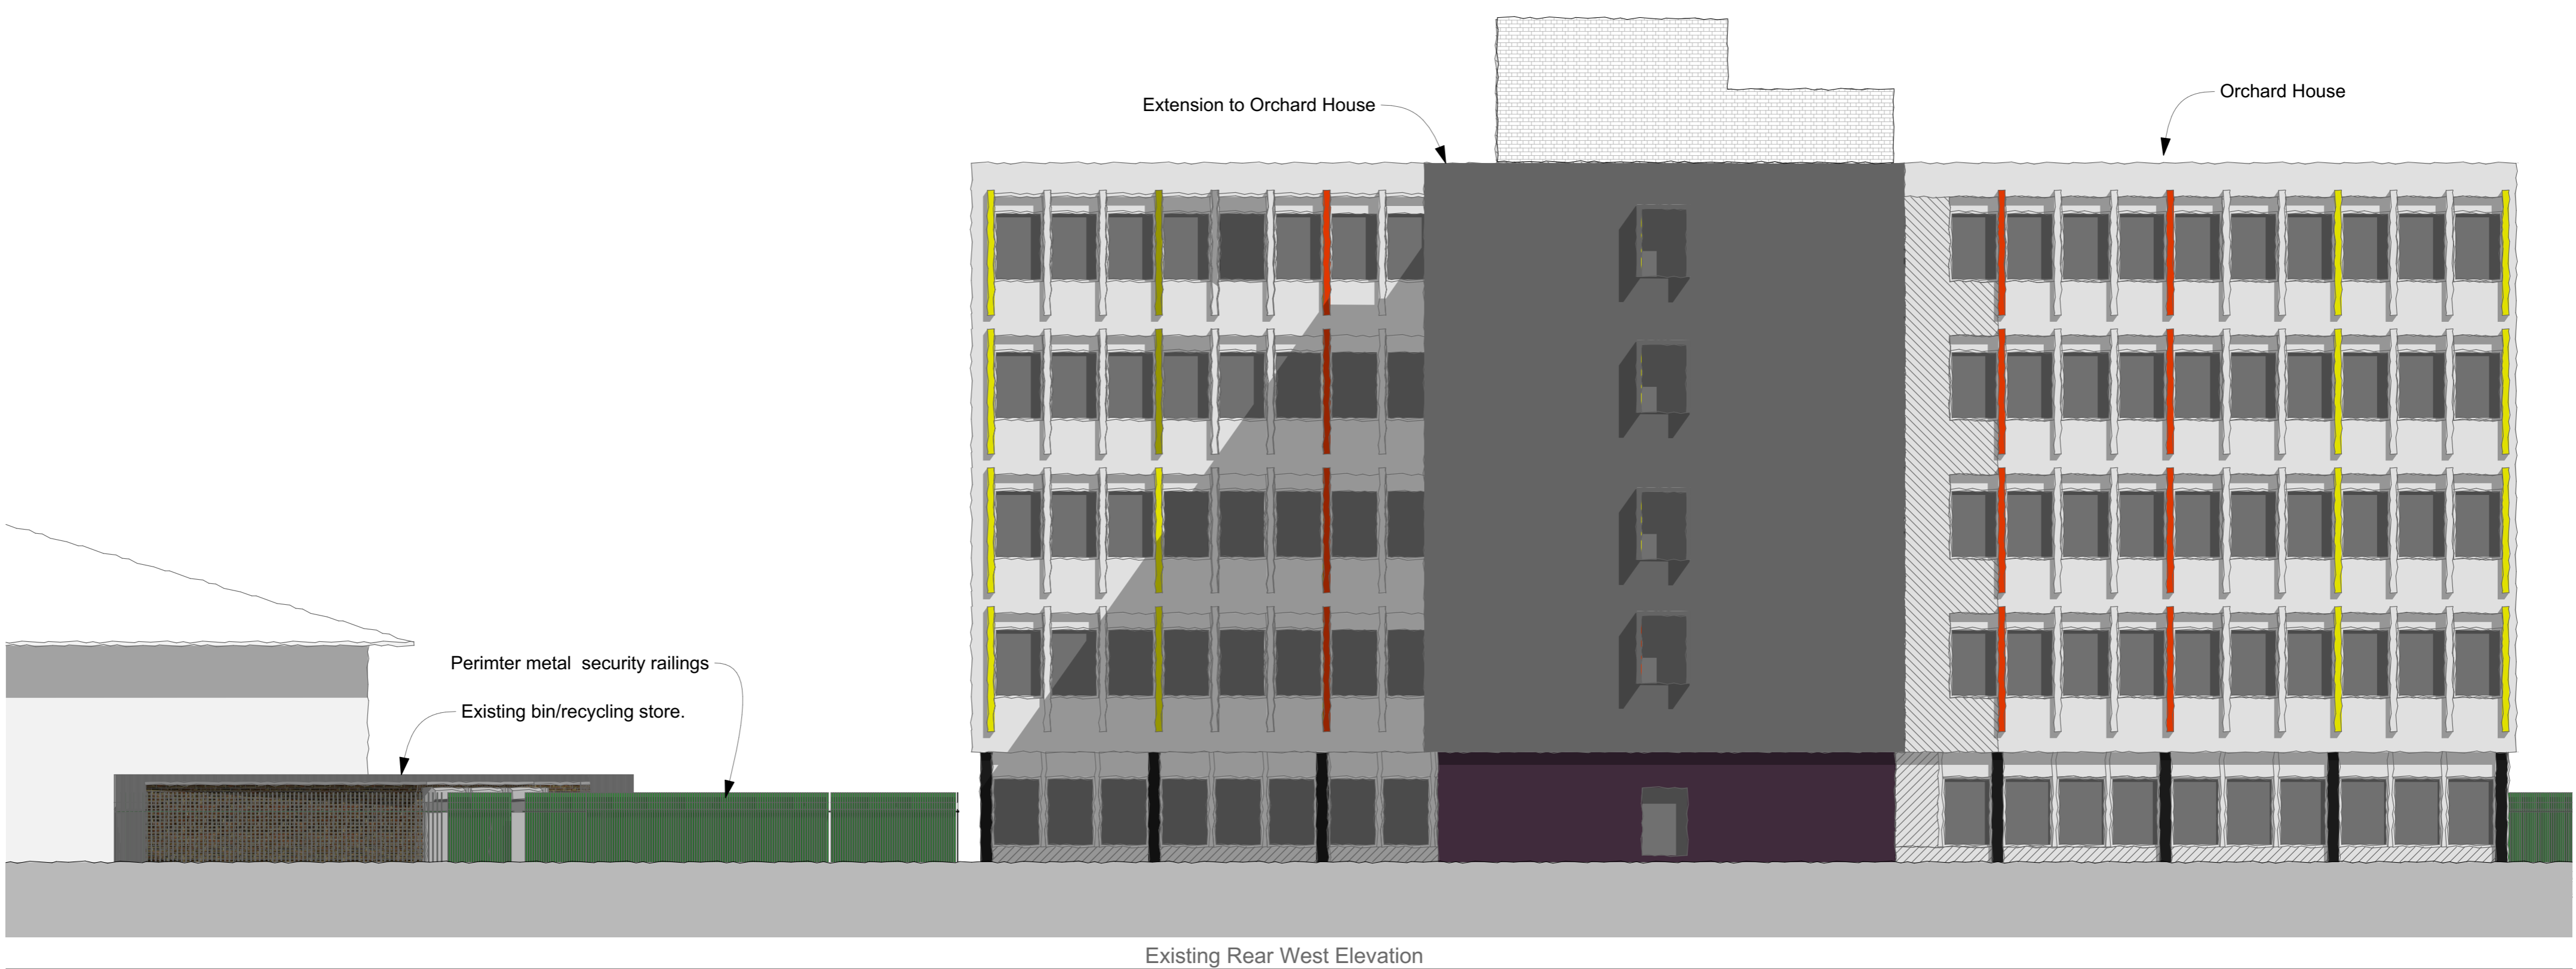 Extension to Orchard House
Orchard House
Perimter metal  security railings
Existing bin/recycling store.
Existing Rear West Elevation